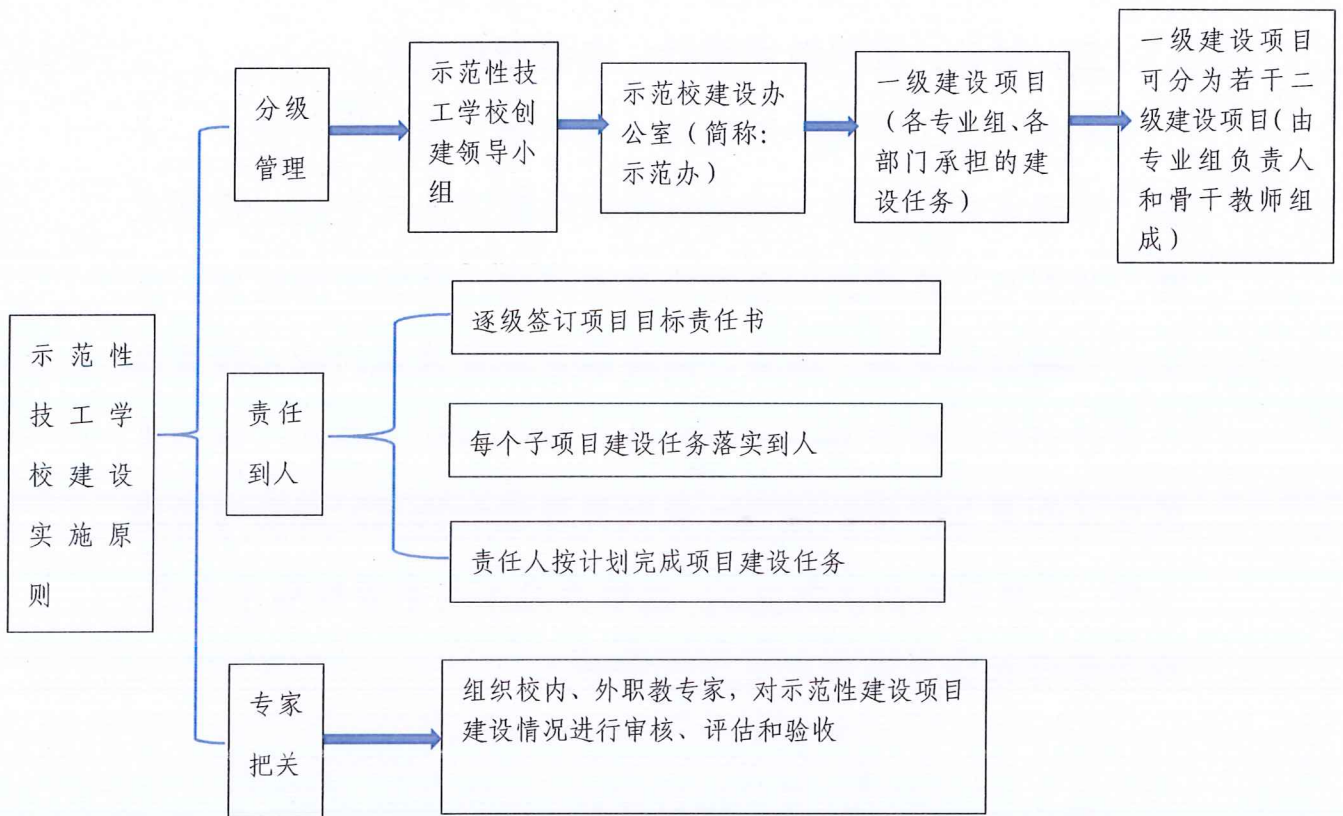 示范性
技工学
校建设
实施原
则
分级
管理
示范性技
工学校创
建领导小
组
示范校建设办
公室（简称：
示范办）
一级建设项目
（各专业组、各
部门承担的建
设任务）
一级建设项目
可分为若干二
级建设项目（由
专业组负责人
和骨干教师组
成）
责任
到人
逐级签订项目目标责任书
每个子项目建设任务落实到人
责任人按计划完成项目建设任务
专家
把关
组织校内、外职教专家，对示范性建设项目
建设情况进行审核、评估和验收